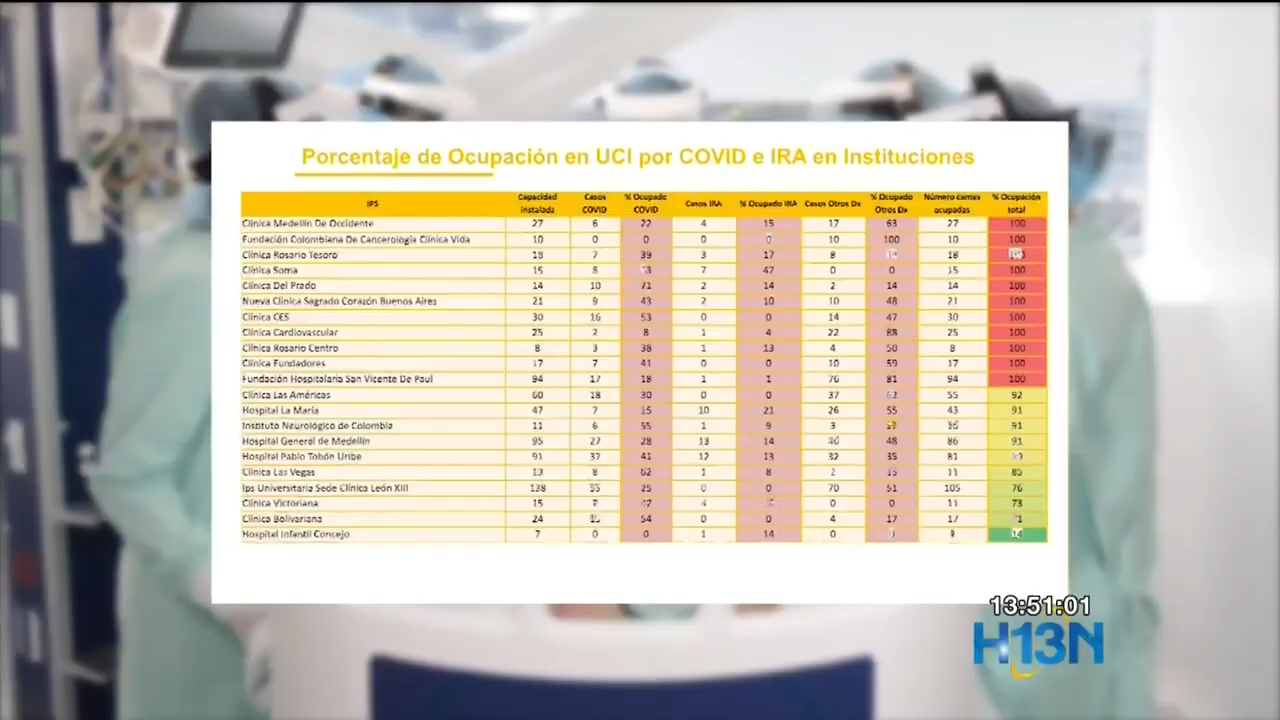 Porcentaje de Ocupación en UCI por COVID e IRA en Instituciones
IPS Capacidad instalada Casos COVID % Ocupado COVID Casos IRA % Ocupado IRA Casos Otros Dx % Ocupado Otros Dx Número camas ocupadas % Ocupación total
Clínica Medellín De Occidente 27 6 22 4 15 17 63 27 100
Fundación Colombiana De Cancerología Clínica Vida 10 0 0 0 0 10 100 10 100
Clínica Rosario Tesoro 18 7 39 3 17 8 18
Clínica Soma 15 8 7 47 0 0 15 100
Clínica Del Prado 14 10 71 2 14 2 14 14 100
Nueva Clínica Sagrado Corazón Buenos Aires 21 9 43 2 10 10 48 21 100
Clínica CES 30 16 53 0 0 14 47 30 100
Clínica Cardiovascular 25 2 8 1 4 22 88 25 100
Clínica Rosario Centro 8 3 38 1 13 4 50 8 100
Clínica Fundadores 17 7 41 0 0 10 59 17 100
Fundación Hospitalaria San Vicente De Paul 94 17 18 1 1 76 81 94 100
Clínica Las Américas 60 18 30 0 0 37 62 55 92
Hospital La María 47 7 15 10 21 26 55 43 91
Instituto Neurológico de Colombia 11 6 55 1 9 3 91
Hospital General de Medellín 95 27 28 13 14 46 48 86 91
Hospital Pablo Tobón Uribe 91 37 41 12 13 32 35 81
Clínica Las Vegas 13 8 62 1 8 2 15 11 85
Ips Universitaria Sede Clínica León XIII 138 35 25 0 0 70 51 105 76
Clínica Victoriana 15 7 47 4 0 0 11 73
Clínica Bolivariana 24 54 0 0 4 17 17 71
Hospital Infantil Concejo 7 0 0 1 14 0 14
13:51:01
H13N